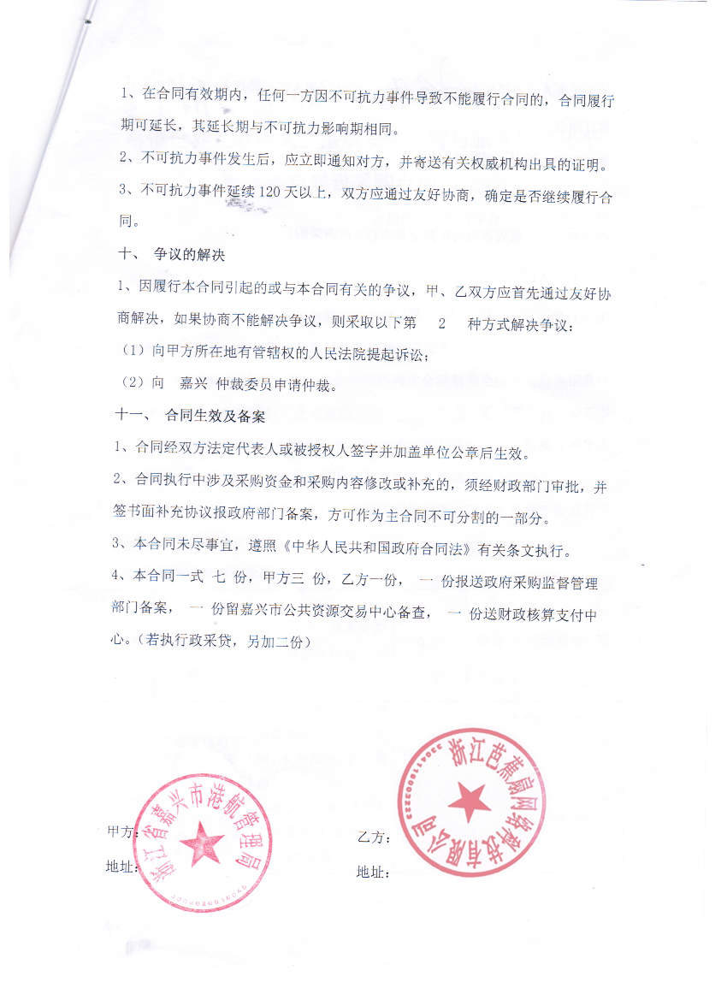 1、在合同有效期内，任何一方因不可抗力事件导致不能履行合同的，合同履行
期可延长，其延长期与不可抗力影响期相同。
2、不可抗力事件发生后，应立即通知对方，并寄送有关权威机构出具的证明。
3、不可抗力事件延续 120 天以上，双方应通过友好协商，确定是否继续履行合
同。
十、 争议的解决
1、因履行本合同引起的或与本合同有关的争议，甲、乙双方应首先通过友好协
商解决，如果协商不能解决争议，则采取以下第 2 种方式解决争议：
（1）向甲方所在地有管辖权的人民法院提起诉讼；
（2）向 嘉兴 仲裁委员申请仲裁。
十一、 合同生效及备案
1、合同经双方法定代表人或被授权人签字并加盖单位公章后生效。
2、合同执行中涉及采购资金和采购内容修改或补充的，须经财政部门审批，并
签书面补充协议报政府部门备案，方可作为主合同不可分割的一部分。
3、本合同未尽事宜，遵照《中华人民共和国政府合同法》有关条文执行。
4、本合同一式 七 份，甲方三 份，乙方一份， 一 份报送政府采购监督管理
部门备案， 一 份留嘉兴市公共资源交易中心备查， 一 份送财政核算支付中
心。（若执行政采贷，另加二份）
浙江芭蕉扇网络科技有限公司
3304116003223
浙江省嘉兴市港航管理局
甲方：
乙方：
地址：
地址：